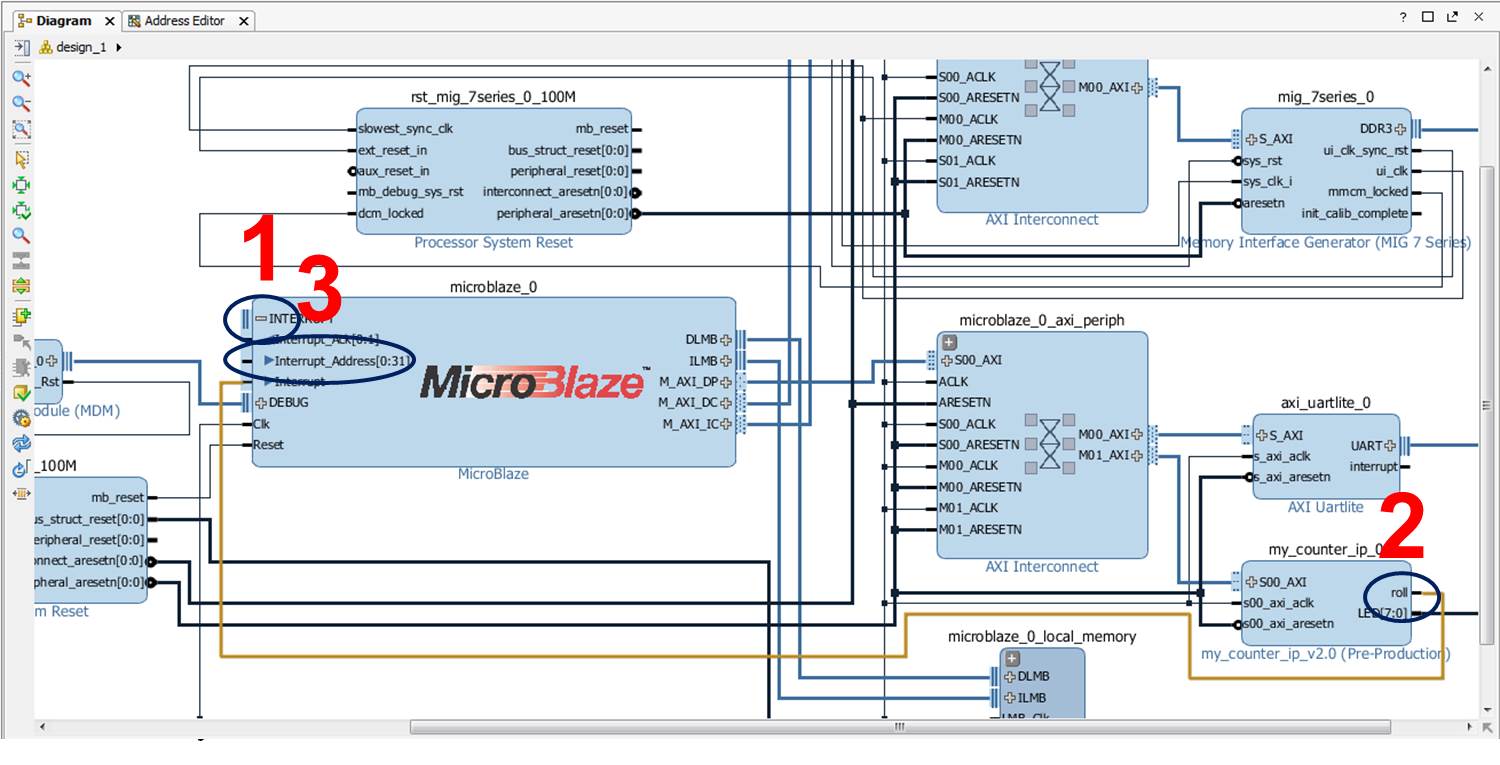 Diagram
Address Editor
design_1
rst_mig_7series_0_100M
slowest_sync_clk
ext_reset_in
aux_reset_in
mb_debug_sys_rst
dcm_locked
mb_reset
bus_struct_reset[0:0]
peripheral_reset[0:0]
interconnect_aresetn[0:0]
peripheral_aresetn[0:0]
Processor System Reset
S00_ACLK
S00_ARESETN
M00_ACLK
M00_ARESETN
S01_ACLK
S01_ARESETN
M00_AXI
AXI Interconnect
mig_7series_0
S_AXI
sys_rst
sys_clk_i
aresetn
DDR3
ui_clk_sync_rst
ui_clk
mmcm_locked
init_calib_complete
Memory Interface Generator (MIG 7 Series)
1
3
microblaze_0
INTERRUPT
Interrupt_Ack[0:1]
Interrupt_Address[0:31]
Interrupt
DEBUG
Clk
Reset
MicroBlaze™
DLMB
ILMB
M_AXI_DP
M_AXI_DC
M_AXI_IC
MicroBlaze
_0
_Rst
odule (MDM)
_100M
mb_reset
us_struct_reset[0:0]
eripheral_reset[0:0]
onnect_aresetn[0:0]
pheral_aresetn[0:0]
m Reset
microblaze_0_axi_periph
S00_AXI
ACLK
ARESETN
S00_ACLK
S00_ARESETN
M00_ACLK
M00_ARESETN
M01_ACLK
M01_ARESETN
M00_AXI
M01_AXI
AXI Interconnect
axi_uartlite_0
S_AXI
s_axi_aclk
s_axi_aresetn
UART
interrupt
AXI Uartlite
2
my_counter_ip_0
S00_AXI
s00_axi_aclk
s00_axi_aresetn
roll
LED[7:0]
my_counter_ip_v2.0 (Pre-Production)
microblaze_0_local_memory
DLMB
ILMB
LMB_Clk